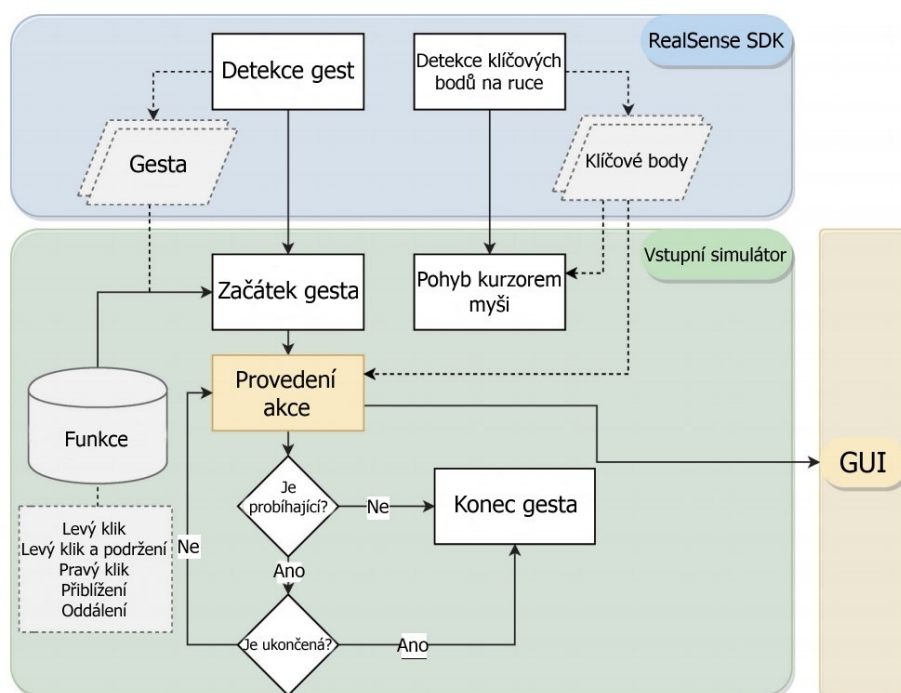 RealSense SDK
Detekce gest
Detekce klíčových
bodů na ruce
Gesta
Klíčové body
Vstupní simulátor
Začátek gesta
Pohyb kurzorem
myši
Provedení
akce
Funkce
GUI
Je
probíhající?
Ne
Konec gesta
Levý klik
Levý klik a podržení
Pravý klik
Přiblížení
Oddálení
Ne
Ano
Je ukončená?
Ano